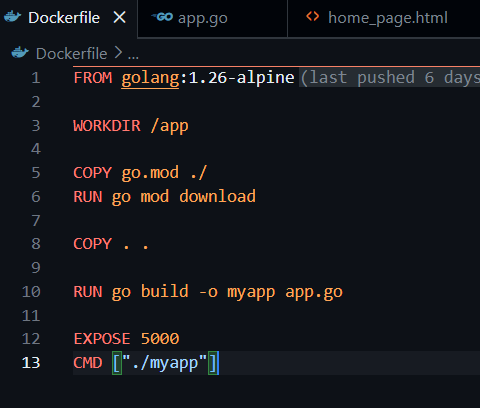 Dockerfile app.go home_page.html
Dockerfile > ...
1 FROM golang:1.26-alpine (last pushed 6 days
2
3 WORKDIR /app
4
5 COPY go.mod ./
6 RUN go mod download
7
8 COPY . .
9
10 RUN go build -o myapp app.go
11
12 EXPOSE 5000
13 CMD ["./myapp"]